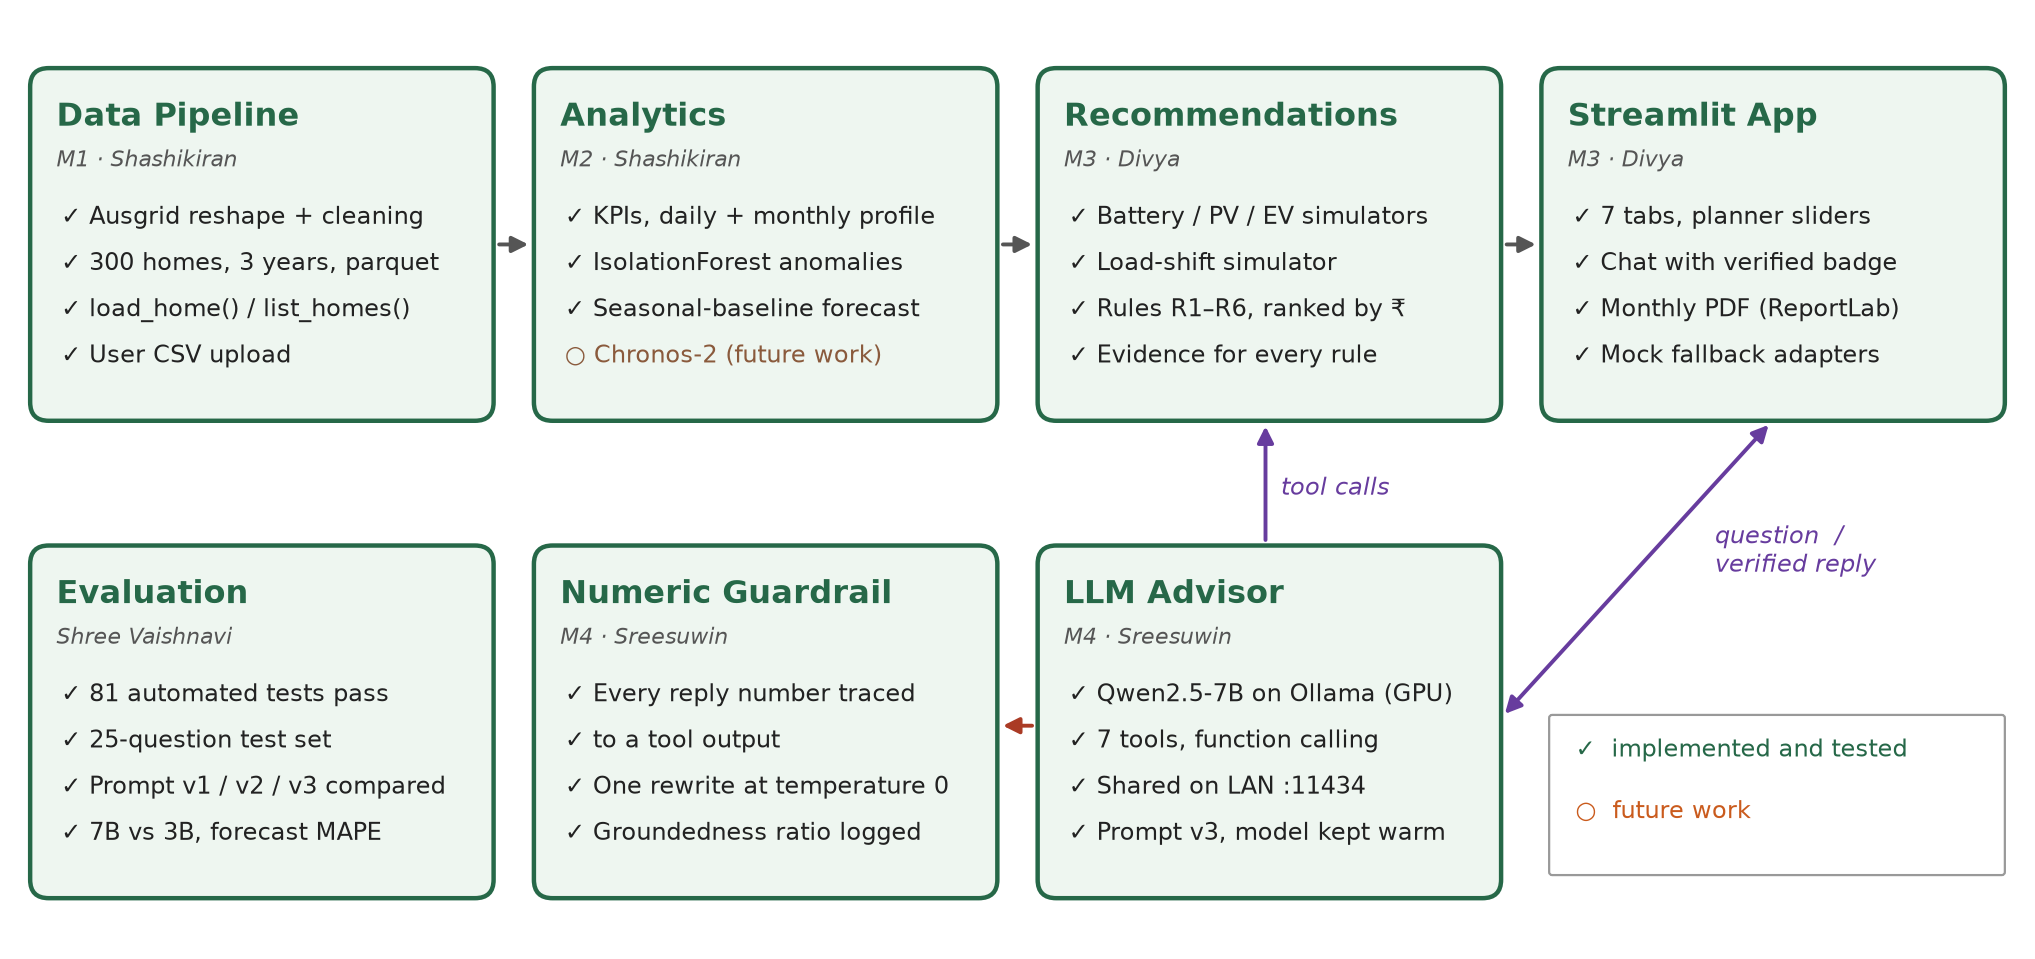 Data Pipeline
M1 · Shashikiran
✓ Ausgrid reshape + cleaning
✓ 300 homes, 3 years, parquet
✓ load_home() / list_homes()
✓ User CSV upload
Analytics
M2 · Shashikiran
✓ KPIs, daily + monthly profile
✓ IsolationForest anomalies
✓ Seasonal-baseline forecast
○ Chronos-2 (future work)
Recommendations
M3 · Divya
✓ Battery / PV / EV simulators
✓ Load-shift simulator
✓ Rules R1–R6, ranked by ₹
✓ Evidence for every rule
Streamlit App
M3 · Divya
✓ 7 tabs, planner sliders
✓ Chat with verified badge
✓ Monthly PDF (ReportLab)
✓ Mock fallback adapters
tool calls
question /
verified reply
Evaluation
Shree Vaishnavi
✓ 81 automated tests pass
✓ 25-question test set
✓ Prompt v1 / v2 / v3 compared
✓ 7B vs 3B, forecast MAPE
Numeric Guardrail
M4 · Sreesuwin
✓ Every reply number traced
✓ to a tool output
✓ One rewrite at temperature 0
✓ Groundedness ratio logged
LLM Advisor
M4 · Sreesuwin
✓ Qwen2.5-7B on Ollama (GPU)
✓ 7 tools, function calling
✓ Shared on LAN :11434
✓ Prompt v3, model kept warm
✓ implemented and tested
○ future work